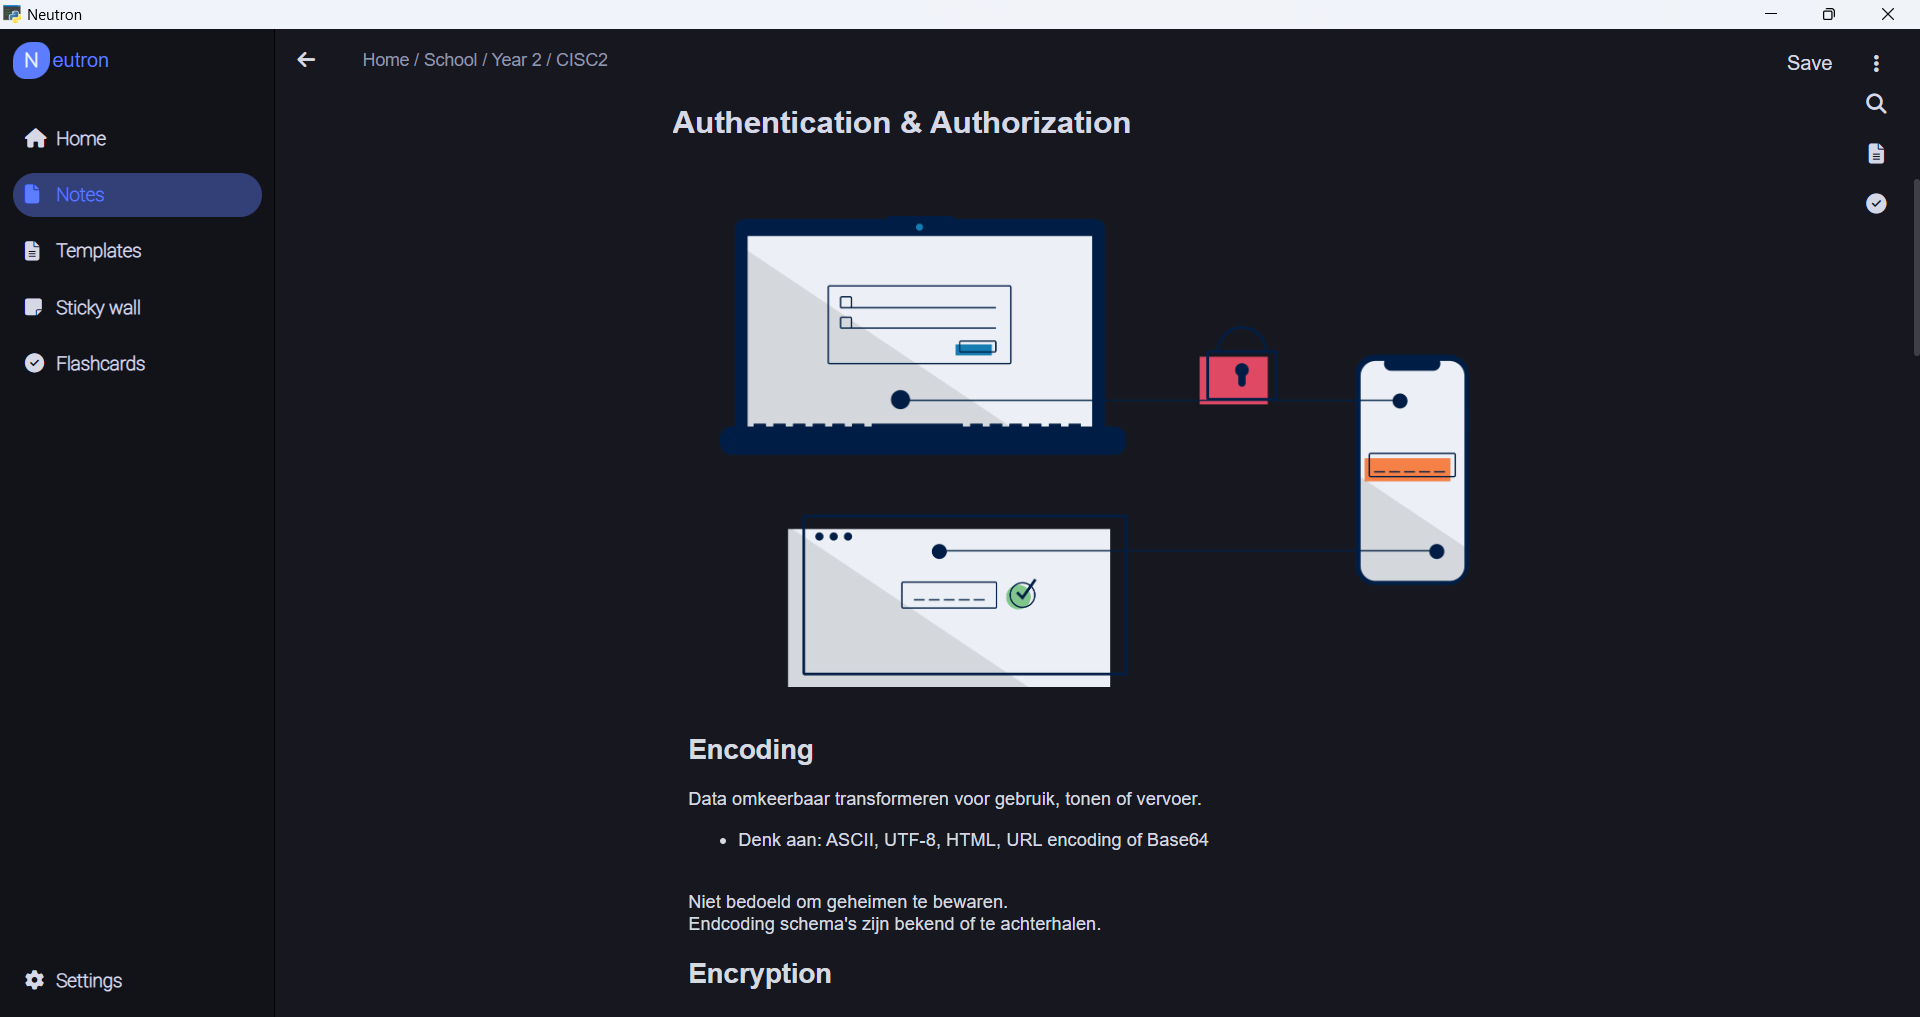 Neutron
Neutron
Home / School / Year 2 / CISC2
Save
Home
Notes
Templates
Sticky wall
Flashcards
Settings
Authentication & Authorization
Encoding
Data omkeerbaar transformeren voor gebruik, tonen of vervoer.
• Denk aan: ASCII, UTF-8, HTML, URL encoding of Base64
Niet bedoeld om geheimen te bewaren.
Endcoding schema's zijn bekend of te achterhalen.
Encryption